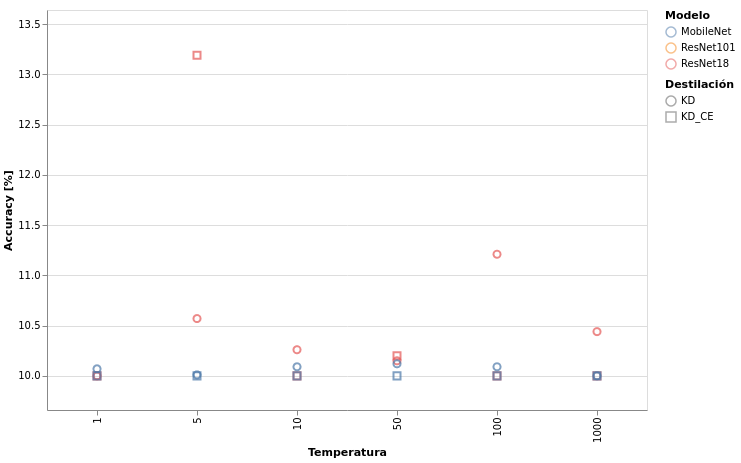 13.5
13.0
12.5
12.0
11.5
11.0
10.5
10.0
Accuracy [%]
1
5
10
50
100
1000
Temperatura
Modelo
MobileNet
ResNet101
ResNet18
Destilación
KD
KD_CE